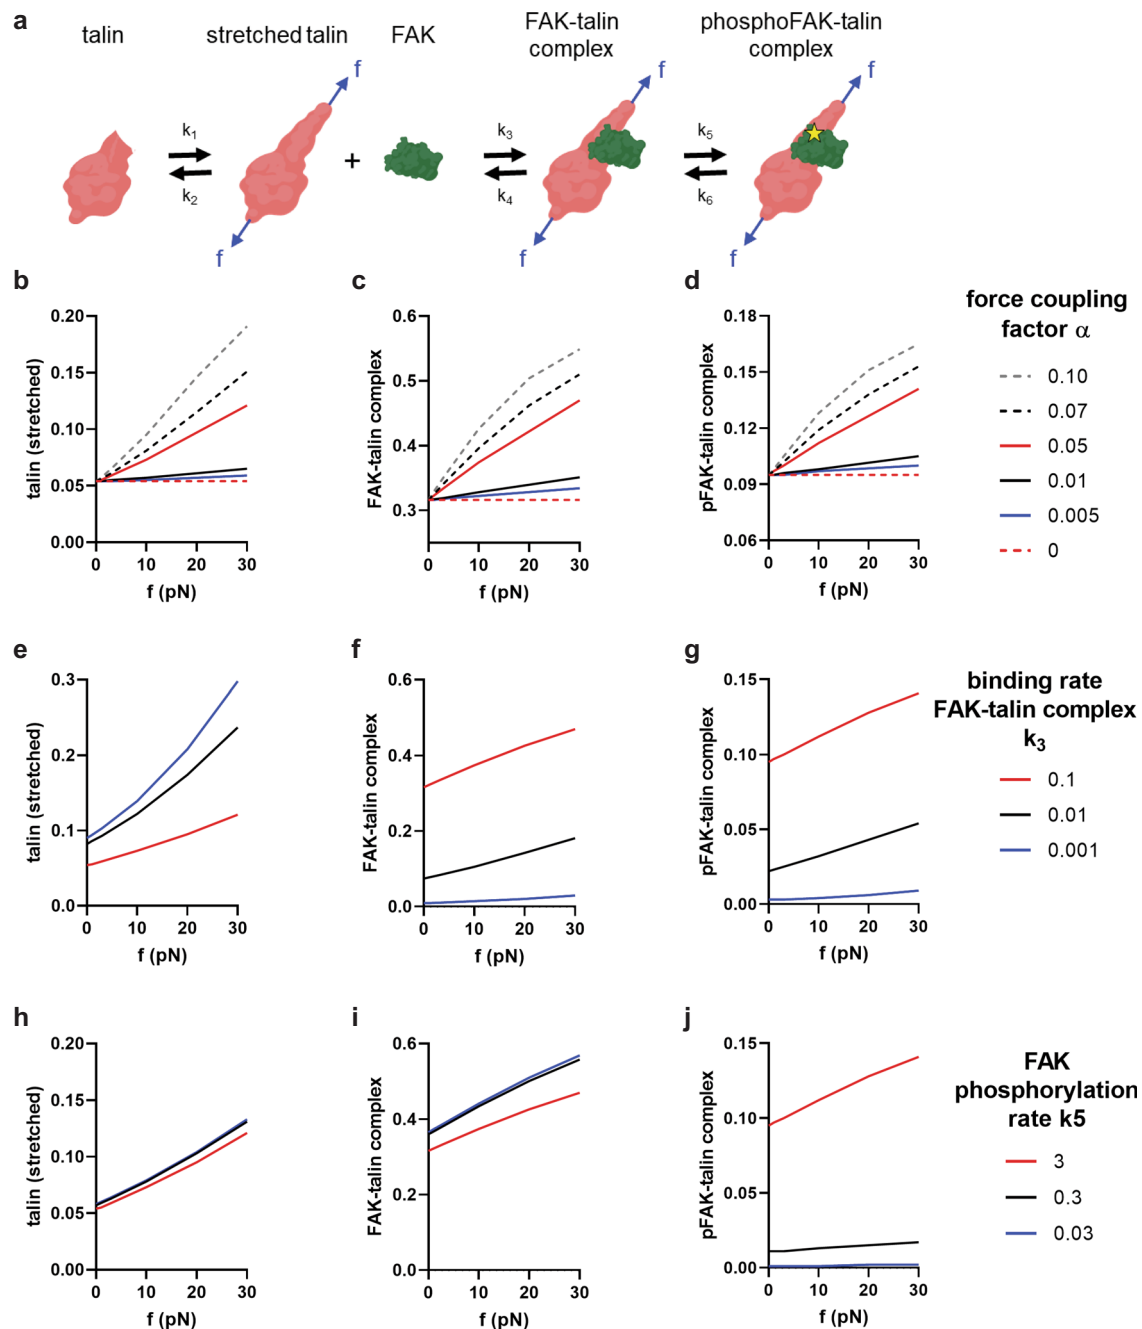 a
talin
stretched talin
FAK
FAK-talin
complex
phosphoFAK-talin
complex
f
f
f
k1
k2
+
k3
k4
k5
k6
f
f
f
b
talin (stretched)
0.20
0.15
0.10
0.05
0.00
0 10 20 30
f (pN)
c
FAK-talin complex
0.6
0.5
0.4
0.3
0 10 20 30
f (pN)
d
pFAK-talin complex
0.18
0.15
0.12
0.09
0.06
0 10 20 30
f (pN)
force coupling
factor α
0.10
0.07
0.05
0.01
0.005
0
e
talin (stretched)
0.3
0.2
0.1
0.0
0 10 20 30
f (pN)
f
FAK-talin complex
0.6
0.4
0.2
0.0
0 10 20 30
f (pN)
g
pFAK-talin complex
0.15
0.10
0.05
0.00
0 10 20 30
f (pN)
binding rate
FAK-talin complex
k3
0.1
0.01
0.001
h
talin (stretched)
0.20
0.15
0.10
0.05
0.00
0 10 20 30
f (pN)
i
FAK-talin complex
0.6
0.4
0.2
0.0
0 10 20 30
f (pN)
j
pFAK-talin complex
0.15
0.10
0.05
0.00
0 10 20 30
f (pN)
FAK
phosphorylation
rate k5
3
0.3
0.03